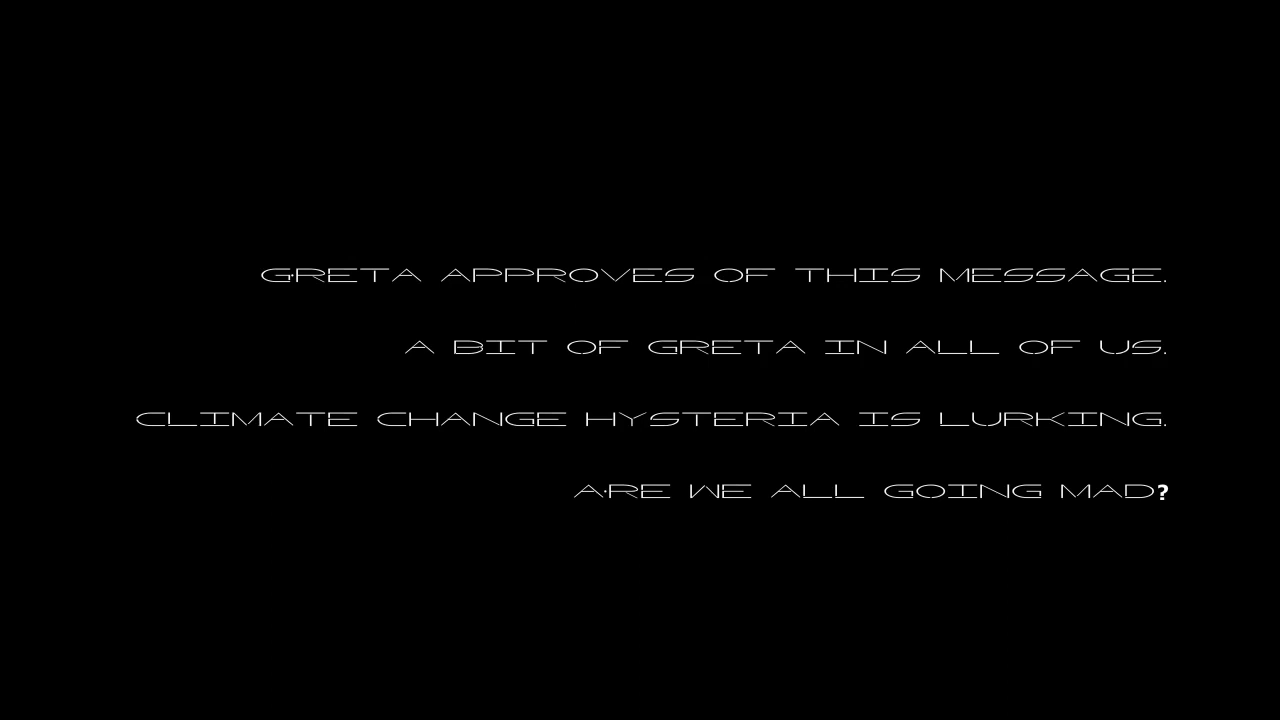 GRETA APPROVES OF THIS MESSAGE.
A BIT OF GRETA IN ALL OF US.
CLIMATE CHANGE HYSTERIA IS LURKING.
ARE WE ALL GOING MAD?